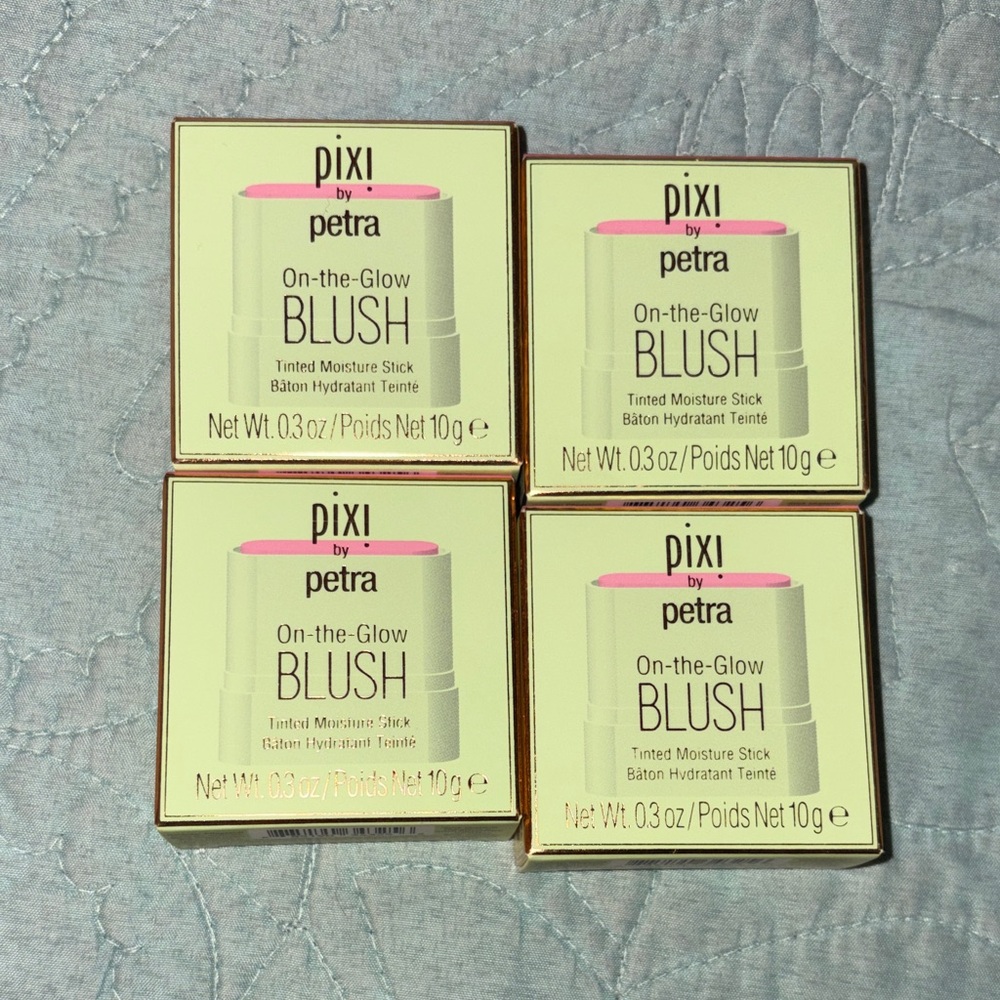 pixi
by
petra
On-the-Glow
BLUSH
Tinted Moisture Stick
Bâton Hydratant Teinté
Net Wt. 0.3 oz/Poids Net 10g e
pixi
by
petra
On-the-Glow
BLUSH
Tinted Moisture Stick
Bâton Hydratant Teinté
Net Wt. 0.3 oz/Poids Net 10g e
pixi
by
petra
On-the-Glow
BLUSH
Tinted Moisture Stick
Bâton Hydratant Teinté
Net Wt. 0.3 oz/Poids Net 10g e
pixi
by
petra
On-the-Glow
BLUSH
Tinted Moisture Stick
Bâton Hydratant Teinté
Net Wt. 0.3 oz/Poids Net 10g e